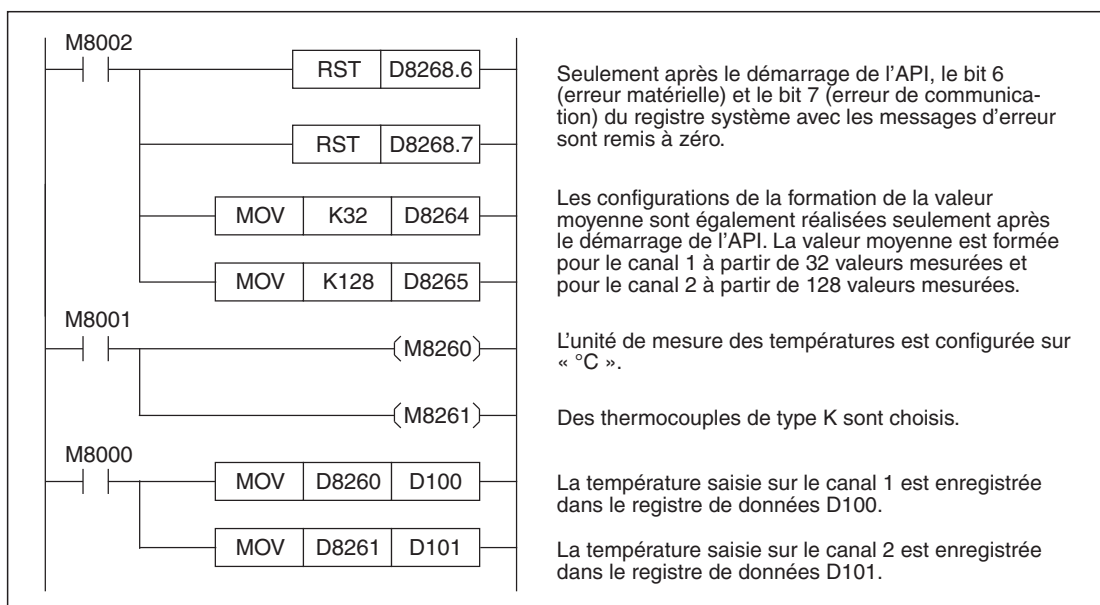 M8002
RST D8268.6
Seulement après le démarrage de l'API, le bit 6
(erreur matérielle) et le bit 7 (erreur de communica-
tion) du registre système avec les messages d'erreur
sont remis à zéro.
RST D8268.7
MOV K32 D8264
Les configurations de la formation de la valeur
moyenne sont également réalisées seulement après
le démarrage de l'API. La valeur moyenne est formée
pour le canal 1 à partir de 32 valeurs mesurées et
pour le canal 2 à partir de 128 valeurs mesurées.
MOV K128 D8265
M8001
M8260
L'unité de mesure des températures est configurée sur
« °C ».
M8261
Des thermocouples de type K sont choisis.
M8000
MOV D8260 D100
La température saisie sur le canal 1 est enregistrée
dans le registre de données D100.
MOV D8261 D101
La température saisie sur le canal 2 est enregistrée
dans le registre de données D101.